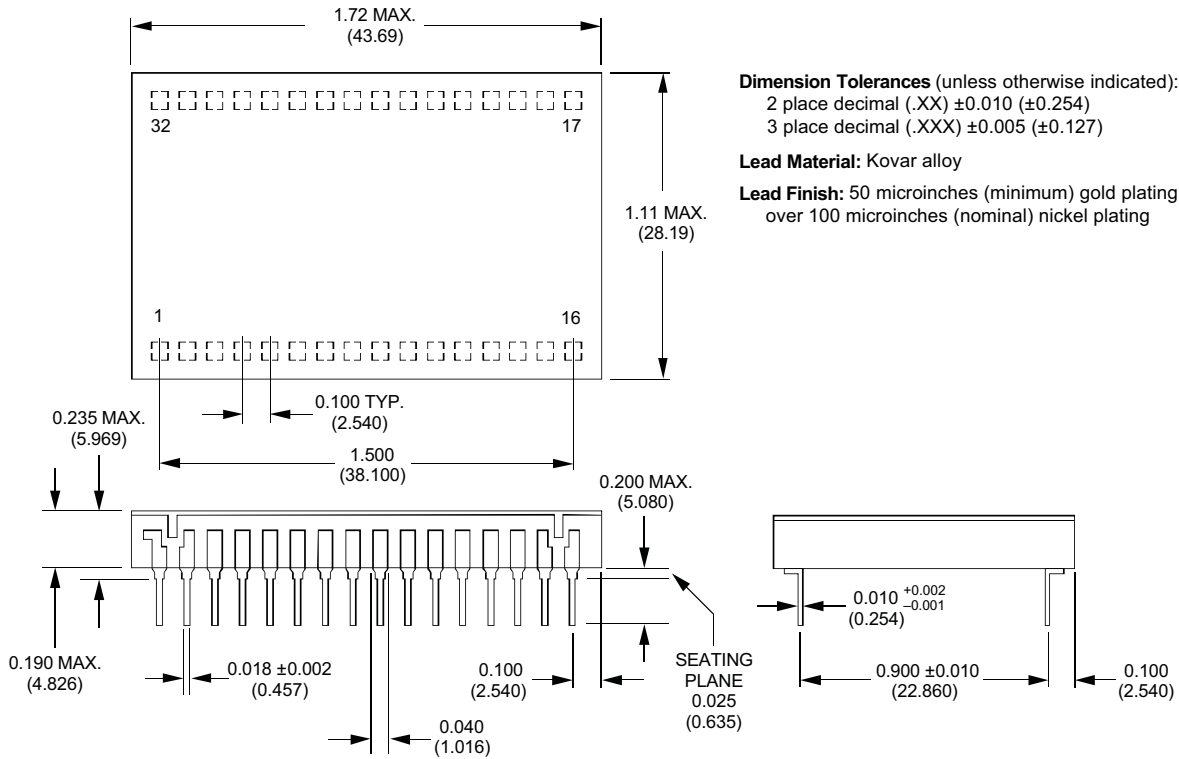 1.72 MAX.
(43.69)
Dimension Tolerances (unless otherwise indicated):
2 place decimal (.XX) ±0.010 (±0.254)
3 place decimal (.XXX) ±0.005 (±0.127)
Lead Material: Kovar alloy
Lead Finish: 50 microinches (minimum) gold plating
over 100 microinches (nominal) nickel plating
32
17
1.11 MAX.
(28.19)
1
16
0.100 TYP.
(2.540)
0.235 MAX.
(5.969)
1.500
(38.100)
0.200 MAX.
(5.080)
0.010 +0.002
–0.001
(0.254)
0.190 MAX.
(4.826)
0.018 ±0.002
(0.457)
0.100
(2.540)
SEATING
PLANE
0.025
(0.635)
0.900 ±0.010
(22.860)
0.100
(2.540)
0.040
(1.016)